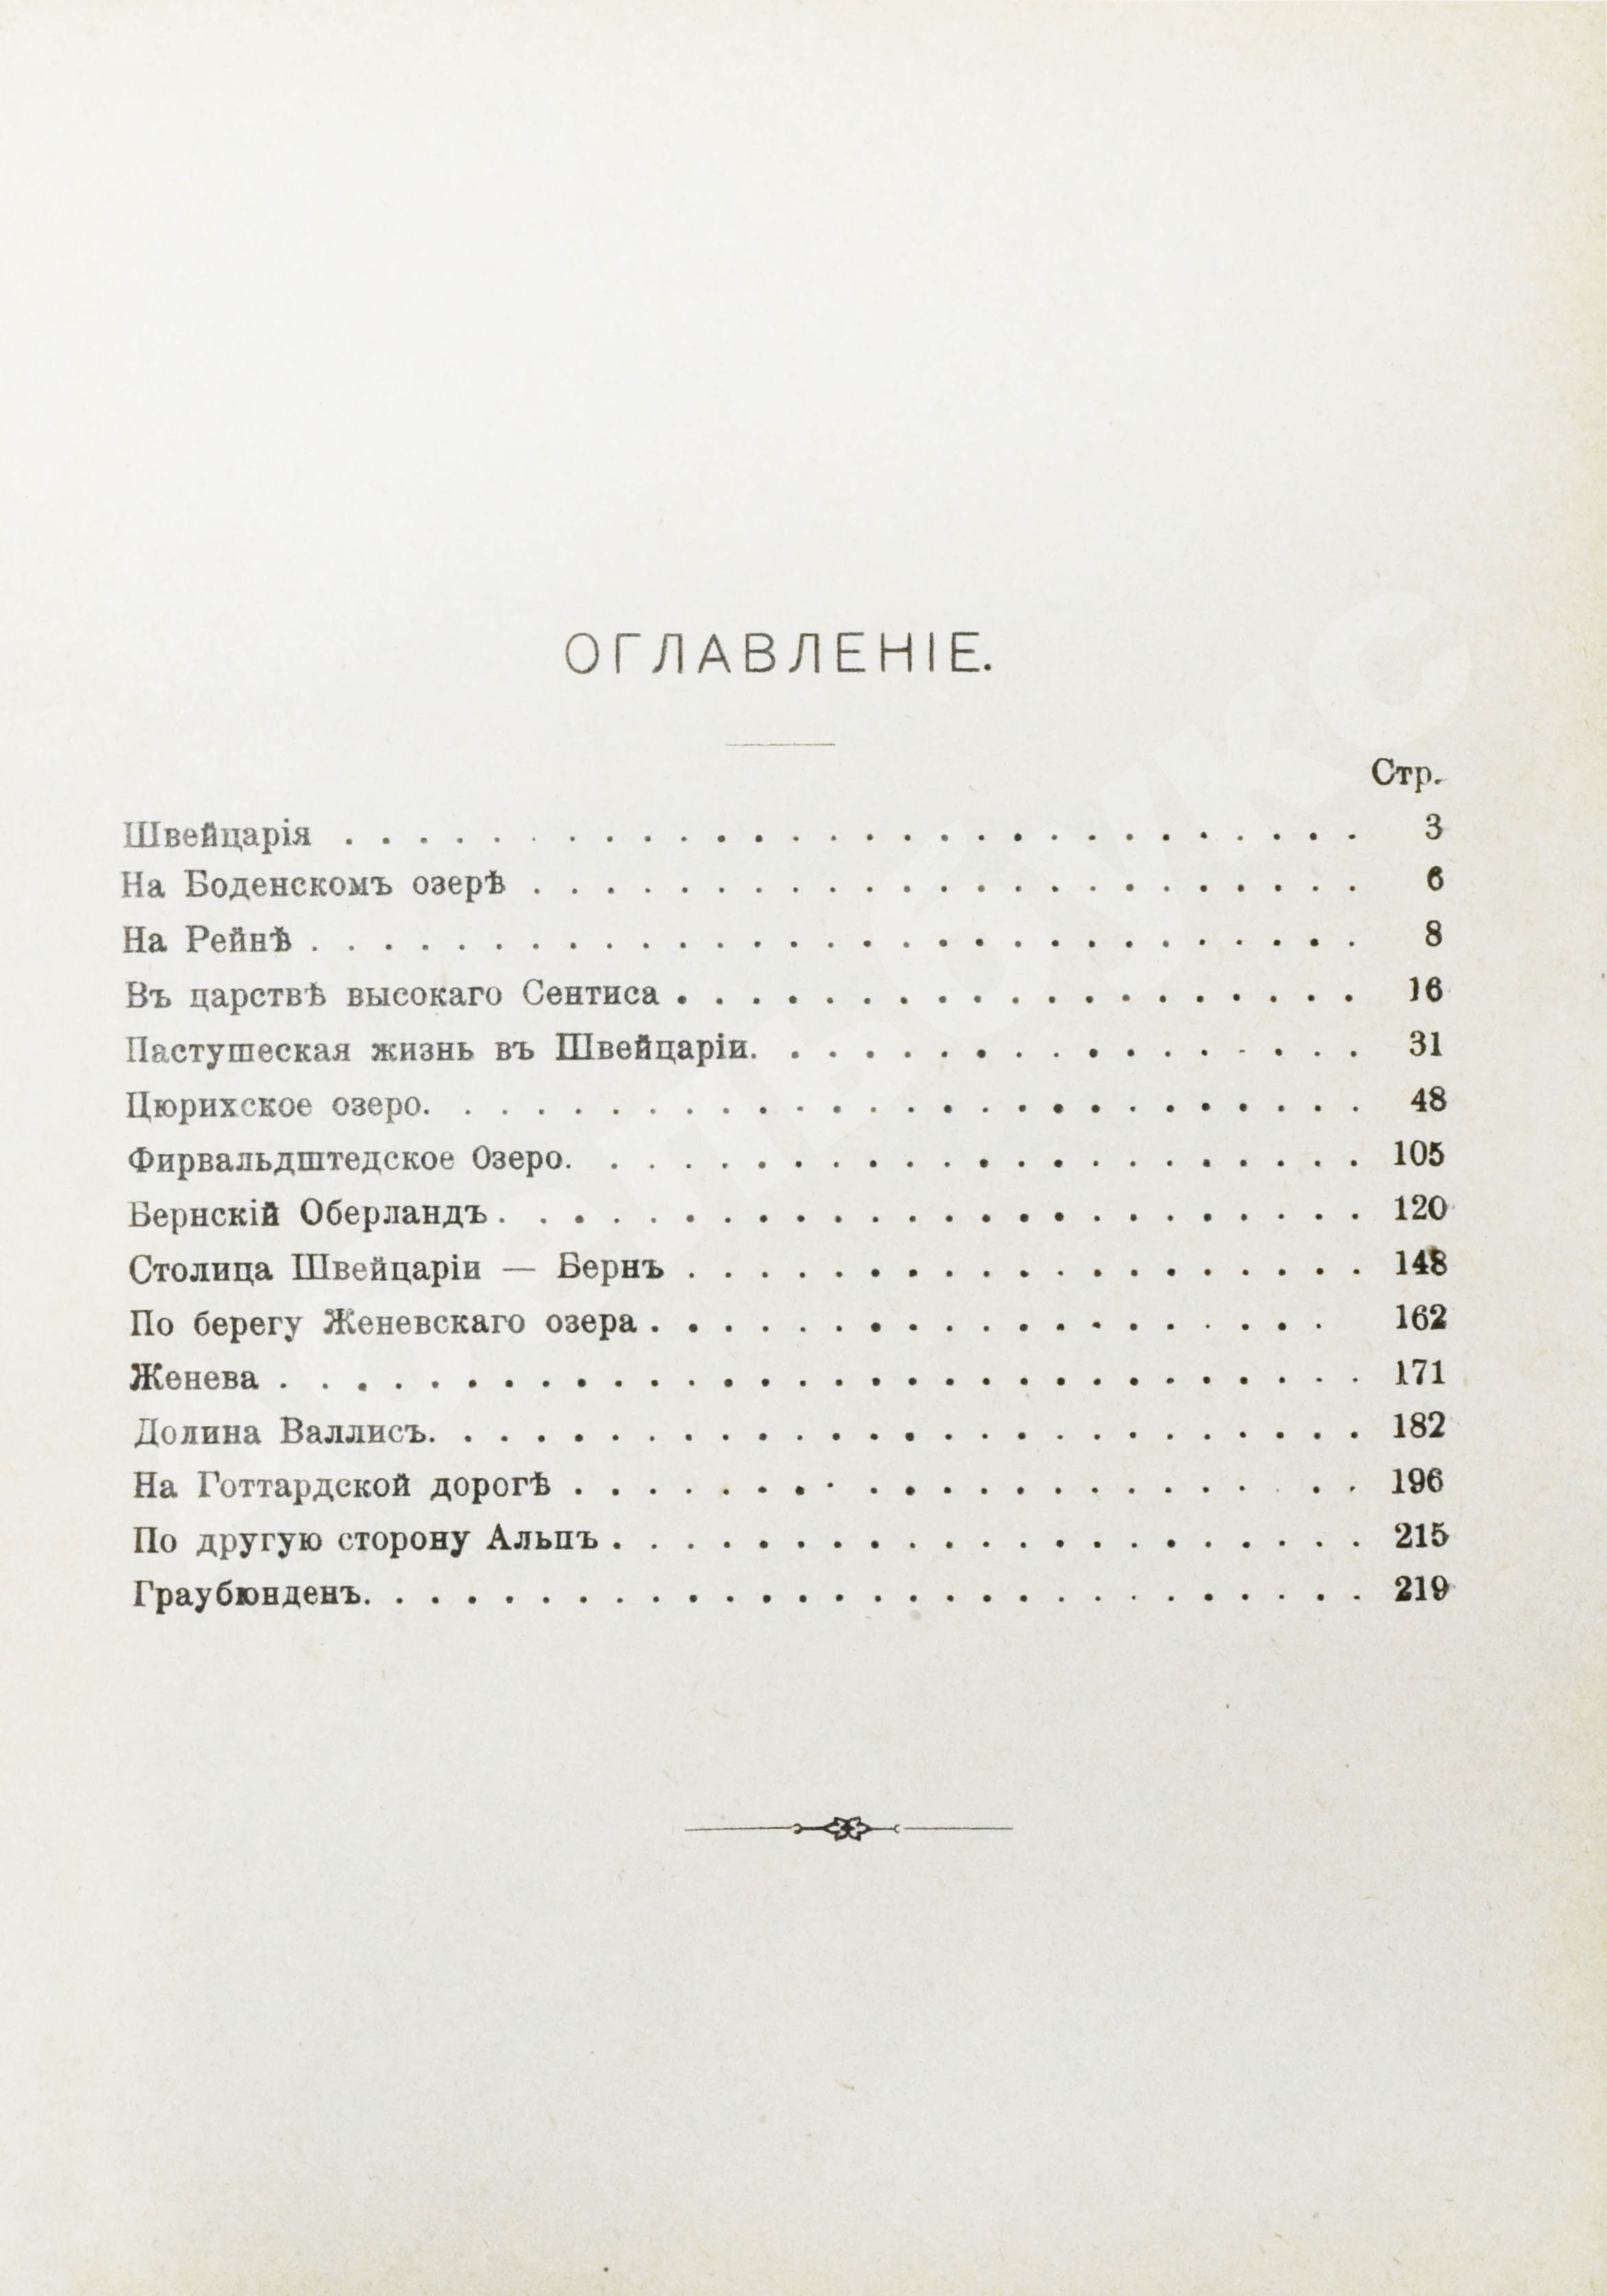 ОГЛАВЛЕНІЕ.
Стр.
Швейцарія . . . . . . . . . . . . . . . . . . . . . . . . . . . . 3
На Боденскомъ озерѣ . . . . . . . . . . . . . . . . . . . . . . . 6
На Рейнѣ . . . . . . . . . . . . . . . . . . . . . . . . . . . . . 8
Въ царствѣ высокаго Сентиса . . . . . . . . . . . . . . . . . . . 16
Пастушеская жизнь въ Швейцаріи. . . . . . . . . . . . . . . . . 31
Цюрихское озеро. . . . . . . . . . . . . . . . . . . . . . . . . . 48
Фирвальдштедское Озеро. . . . . . . . . . . . . . . . . . . . . . 105
Бернскій Оберландъ . . . . . . . . . . . . . . . . . . . . . . . . 120
Столица Швейцаріи — Бернъ . . . . . . . . . . . . . . . . . . . 148
По берегу Женевскаго озера . . . . . . . . . . . . . . . . . . . 162
Женева . . . . . . . . . . . . . . . . . . . . . . . . . . . . . . 171
Долина Валлисъ. . . . . . . . . . . . . . . . . . . . . . . . . . 182
На Готтардской дорогѣ . . . . . . . . . . . . . . . . . . . . . . 196
По другую сторону Альпъ . . . . . . . . . . . . . . . . . . . . . 215
Граубюнденъ. . . . . . . . . . . . . . . . . . . . . . . . . . . . 219